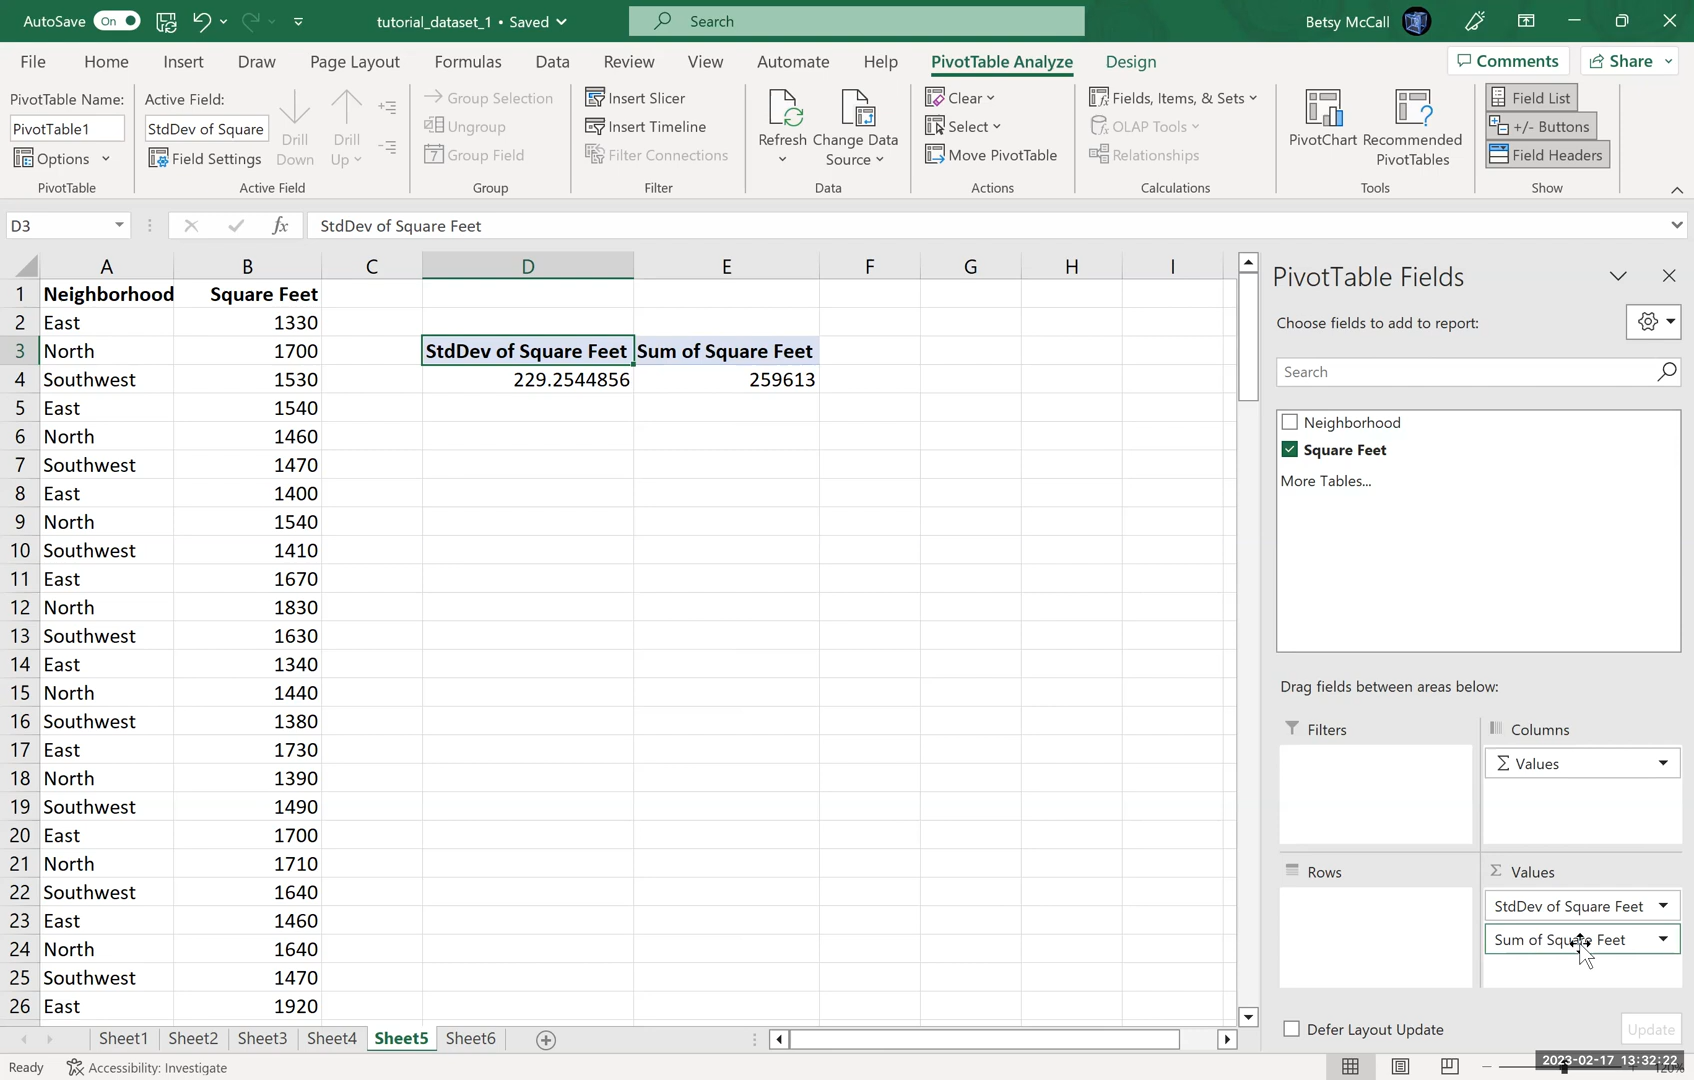 AutoSave On tutorial_dataset_1 • Saved Search Betsy McCall
File Home Insert Draw Page Layout Formulas Data Review View Automate Help PivotTable Analyze Design Comments Share
PivotTable Name:
PivotTable1
Options
PivotTable
Active Field:
StdDev of Square
Field Settings
Drill Down
Drill Up
Active Field
Group Selection
Ungroup
7 Group Field
Group
Insert Slicer
Insert Timeline
Filter Connections
Filter
Refresh
Change Data Source
Data
Clear
Select
Move PivotTable
Actions
Fields, Items, & Sets
OLAP Tools
Relationships
Calculations
PivotChart
Recommended PivotTables
Tools
Field List
+/- Buttons
Field Headers
Show
D3 fx StdDev of Square Feet
A B C D E F G H I
1 Neighborhood Square Feet
2 East 1330
3 North 1700 StdDev of Square Feet Sum of Square Feet
4 Southwest 1530 229.2544856 259613
5 East 1540
6 North 1460
7 Southwest 1470
8 East 1400
9 North 1540
10 Southwest 1410
11 East 1670
12 North 1830
13 Southwest 1630
14 East 1340
15 North 1440
16 Southwest 1380
17 East 1730
18 North 1390
19 Southwest 1490
20 East 1700
21 North 1710
22 Southwest 1640
23 East 1460
24 North 1640
25 Southwest 1470
26 East 1920
PivotTable Fields
Choose fields to add to report:
Search
Neighborhood
Square Feet
More Tables...
Drag fields between areas below:
Filters
Columns
Σ Values
Rows
Σ Values
StdDev of Square Feet
Sum of Square Feet
Defer Layout Update Update
Sheet1 Sheet2 Sheet3 Sheet4 Sheet5 Sheet6
Ready Accessibility: Investigate
2023-02-17 13:32:22
120%